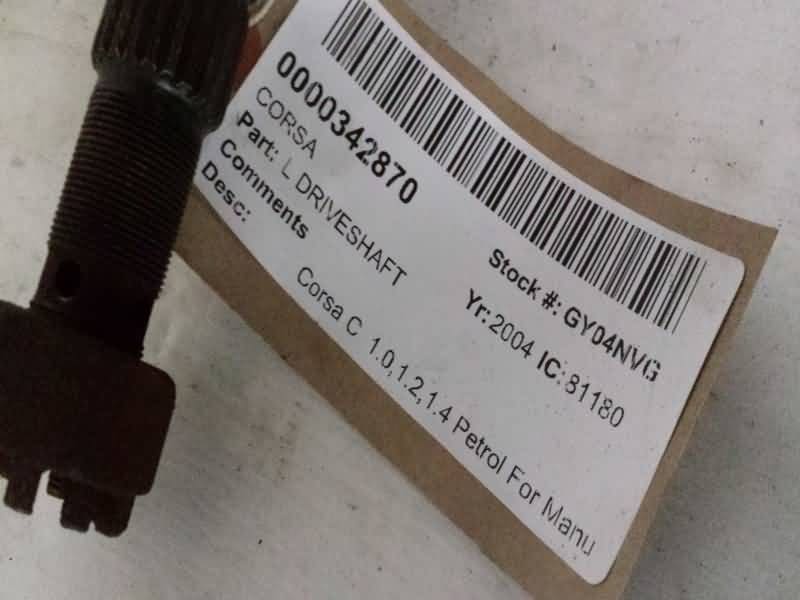 0000342870
CORSA
Stock #: GY04NVG
Part: L DRIVESHAFT
Yr: 2004 IC: 81180
Comments
Desc:
Corsa C 1.0,1.2,1.4 Petrol For Manu